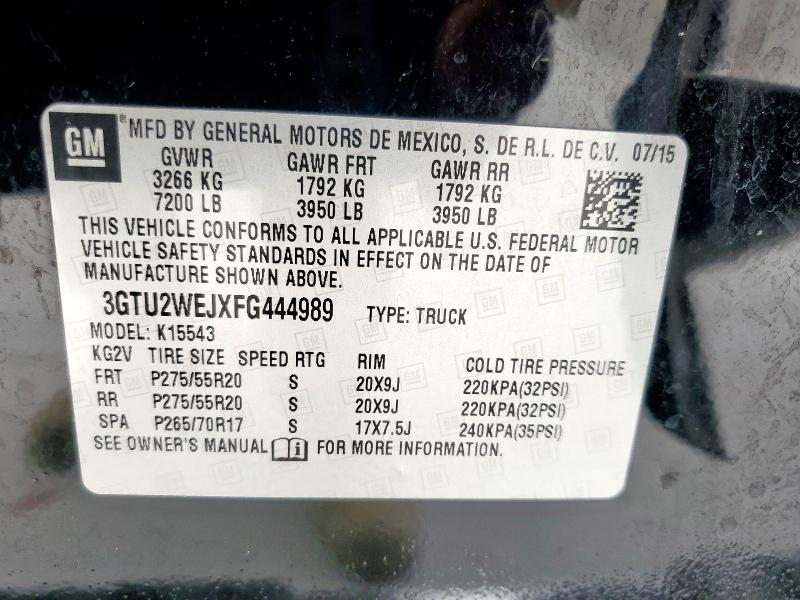 GM ® MFD BY GENERAL MOTORS DE MEXICO, S. DE R.L. DE C.V. 07/15
GVWR GAWR FRT GAWR RR
3266 KG 1792 KG 1792 KG
7200 LB 3950 LB 3950 LB
THIS VEHICLE CONFORMS TO ALL APPLICABLE U.S. FEDERAL MOTOR
VEHICLE SAFETY STANDARDS IN EFFECT ON THE DATE OF
MANUFACTURE SHOWN ABOVE.
3GTU2WEJXFG444989 TYPE: TRUCK
MODEL: K15543
KG2V TIRE SIZE SPEED RTG RIM COLD TIRE PRESSURE
FRT P275/55R20 S 20X9J 220KPA(32PSI)
RR P275/55R20 S 20X9J 220KPA(32PSI)
SPA P265/70R17 S 17X7.5J 240KPA(35PSI)
SEE OWNER'S MANUAL i FOR MORE INFORMATION.